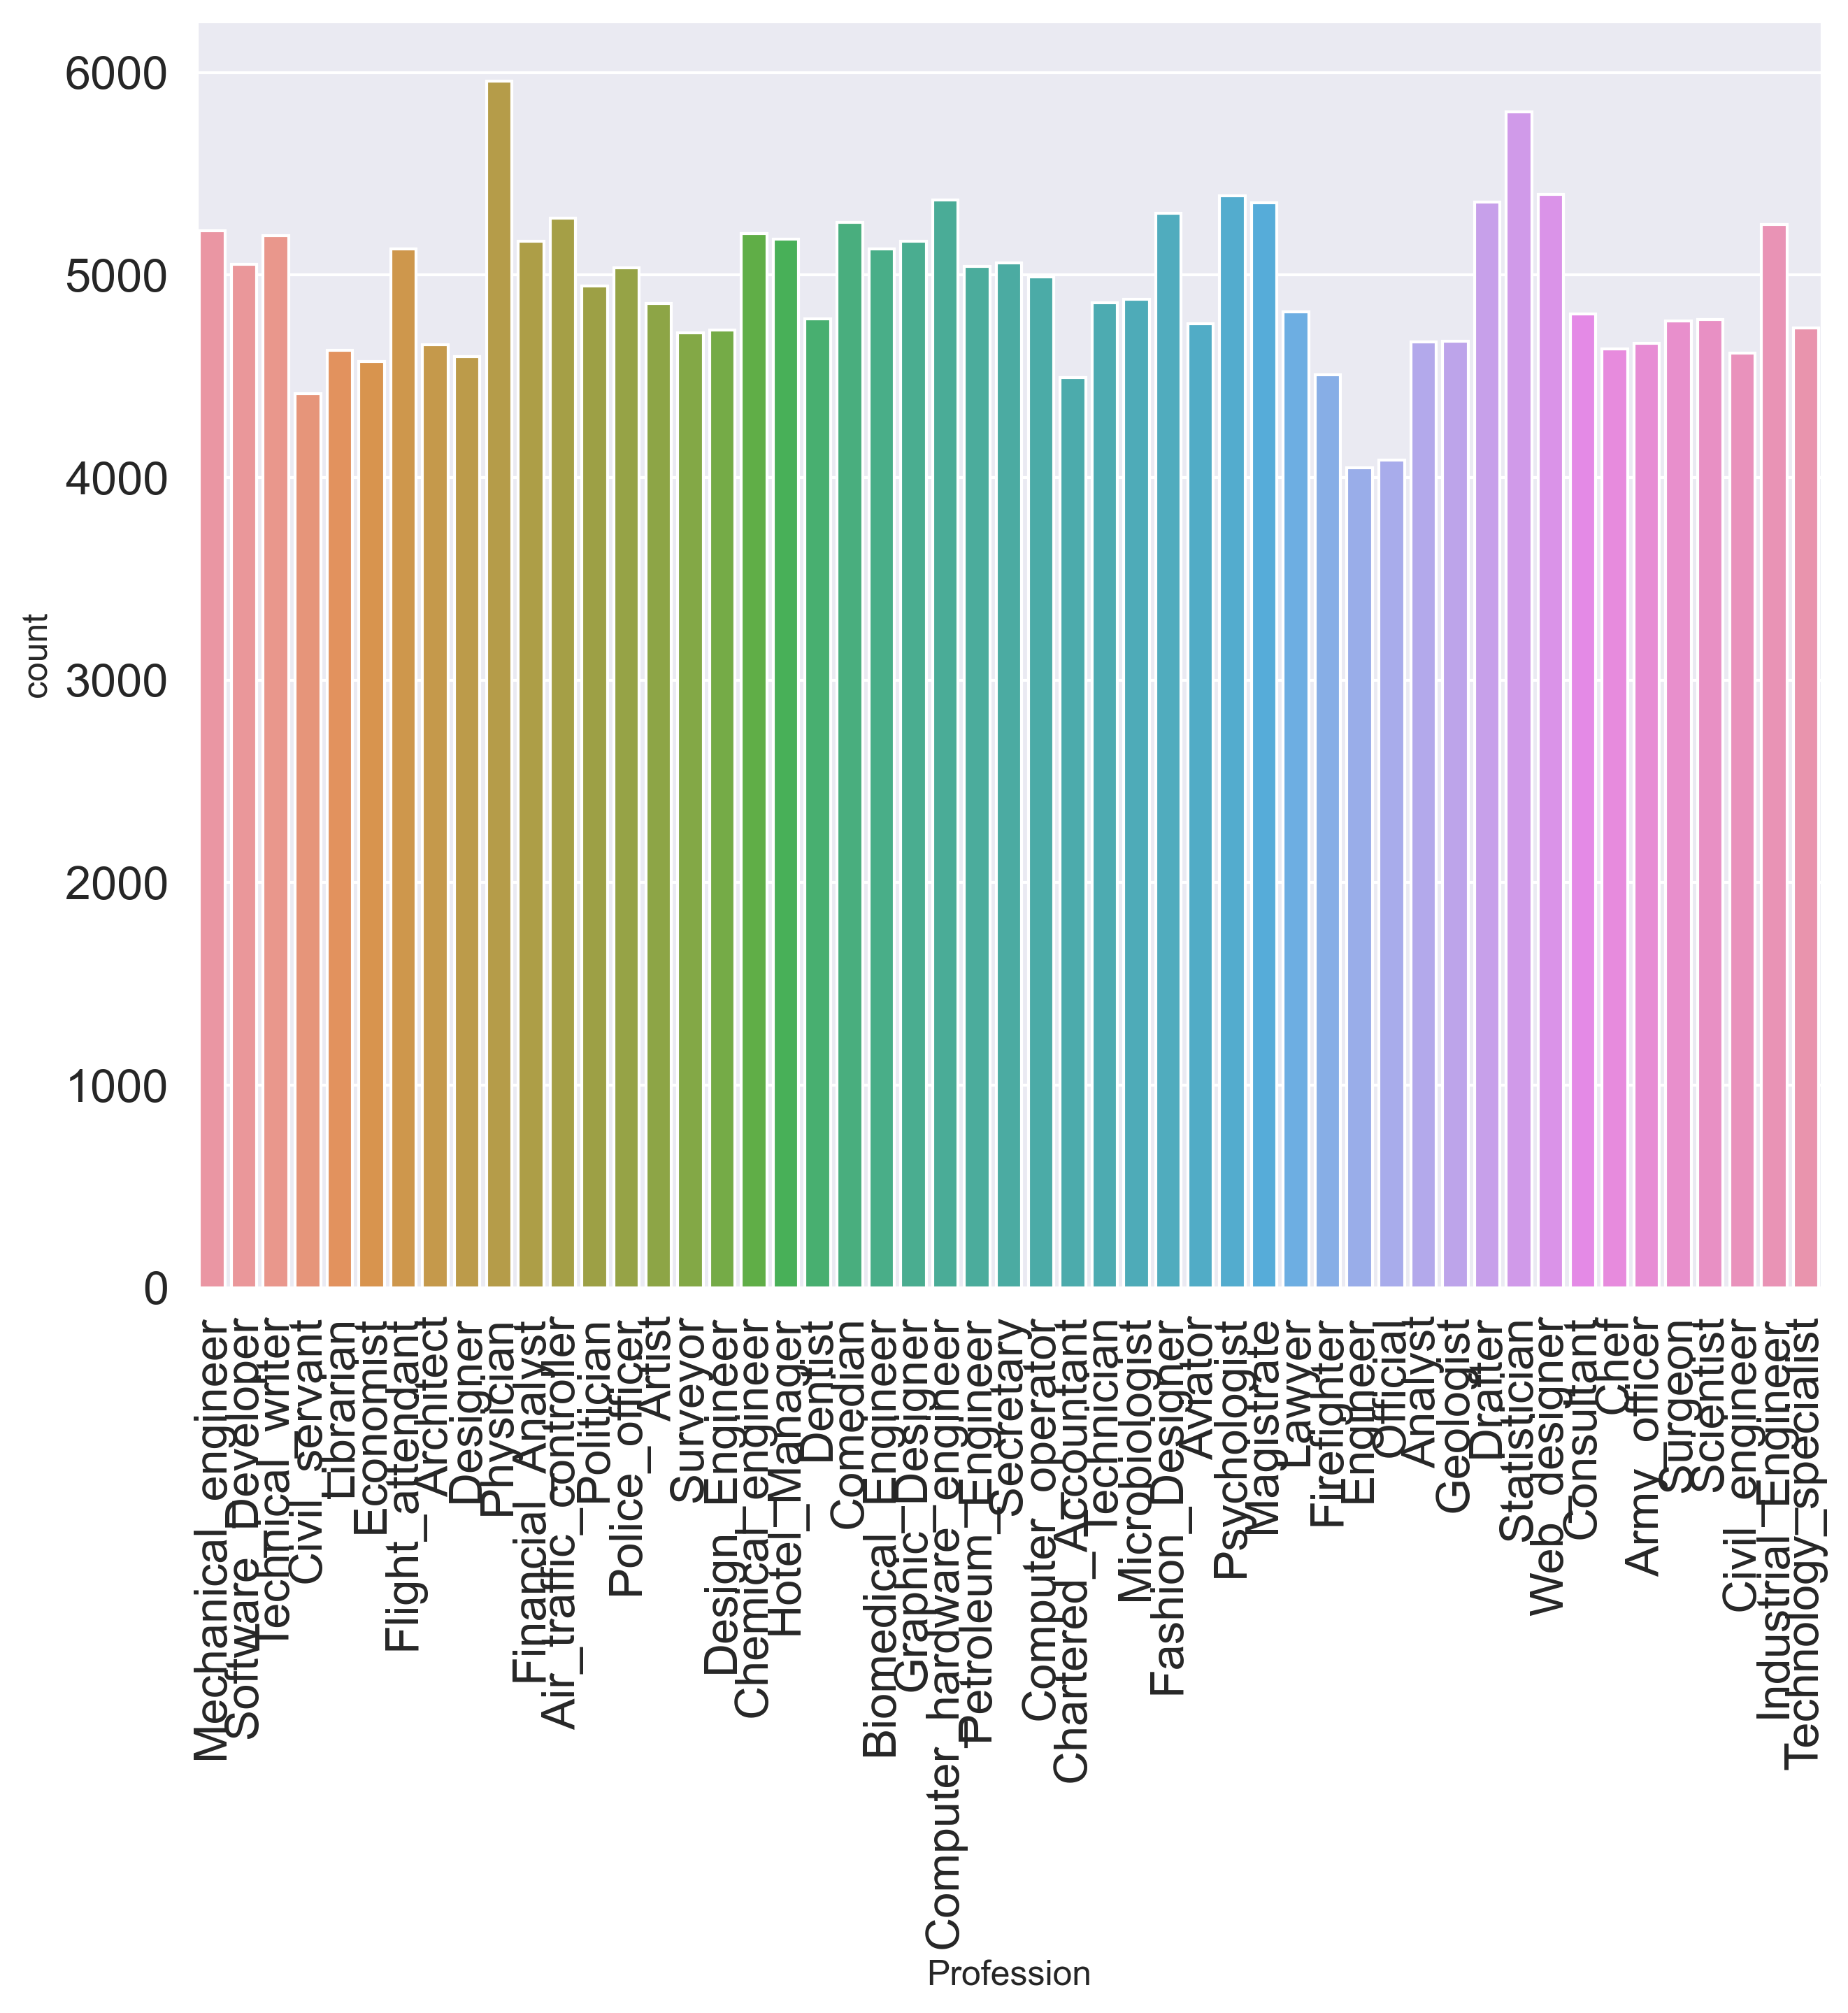 6000
5000
4000
3000
2000
1000
0
count
Mechanical_engineer
Software_Developer
Technical_writer
Civil_servant
Librarian
Economist
Flight_attendant
Architect
Designer
Physician
Financial_Analyst
Air_traffic_controller
Politician
Police_officer
Artist
Surveyor
Design_Engineer
Chemical_engineer
Hotel_Manager
Dentist
Comedian
Biomedical_Engineer
Graphic_Designer
Computer_hardware_engineer
Petroleum_Engineer
Secretary
Computer_operator
Chartered_Accountant
Technician
Microbiologist
Fashion_Designer
Aviator
Psychologist
Magistrate
Lawyer
Firefighter
Engineer
Official
Analyst
Geologist
Drafter
Statistician
Web_designer
Consultant
Chef
Army_officer
Surgeon
Scientist
Civil_engineer
Industrial_Engineer
Technology_specialist
Profession